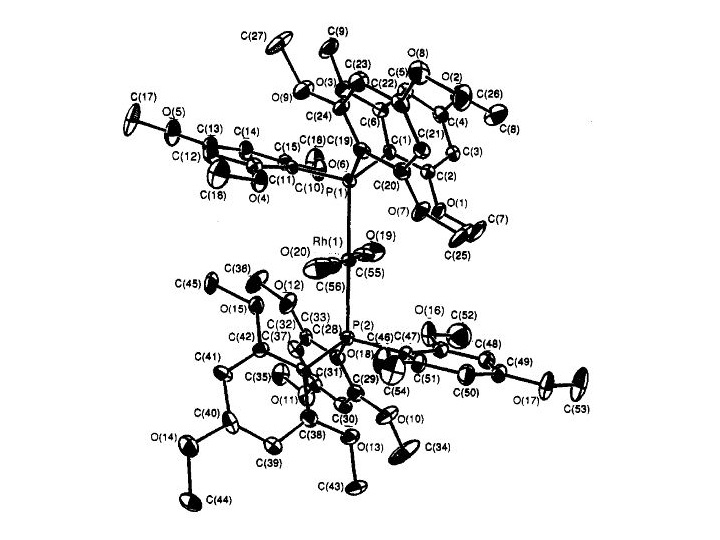 C(9)
C(27)
C(23)
O(8)
C(5)
O(3)
O(2)
C(22)
C(26)
O(9)
C(17)
O(5)
C(24)
C(6)
C(4)
C(8)
C(13)
C(14)
C(18)
C(1)
C(21)
C(12)
C(15)
C(19)
C(3)
O(6)
C(11)
C(20)
C(2)
C(16)
O(4)
C(10)
P(1)
O(1)
O(7)
C(7)
C(25)
Rh(1)
O(19)
O(20)
C(55)
C(56)
C(36)
C(45)
O(12)
O(15)
O(16)
C(52)
C(33)
P(2)
C(32)
C(28)
C(42)
C(37)
O(18)
C(46)
C(47)
C(48)
C(41)
C(49)
C(35)
C(31)
C(51)
C(29)
C(54)
C(50)
O(11)
O(17)
C(30)
C(53)
C(40)
O(10)
C(38)
O(14)
O(13)
C(34)
C(39)
C(43)
C(44)